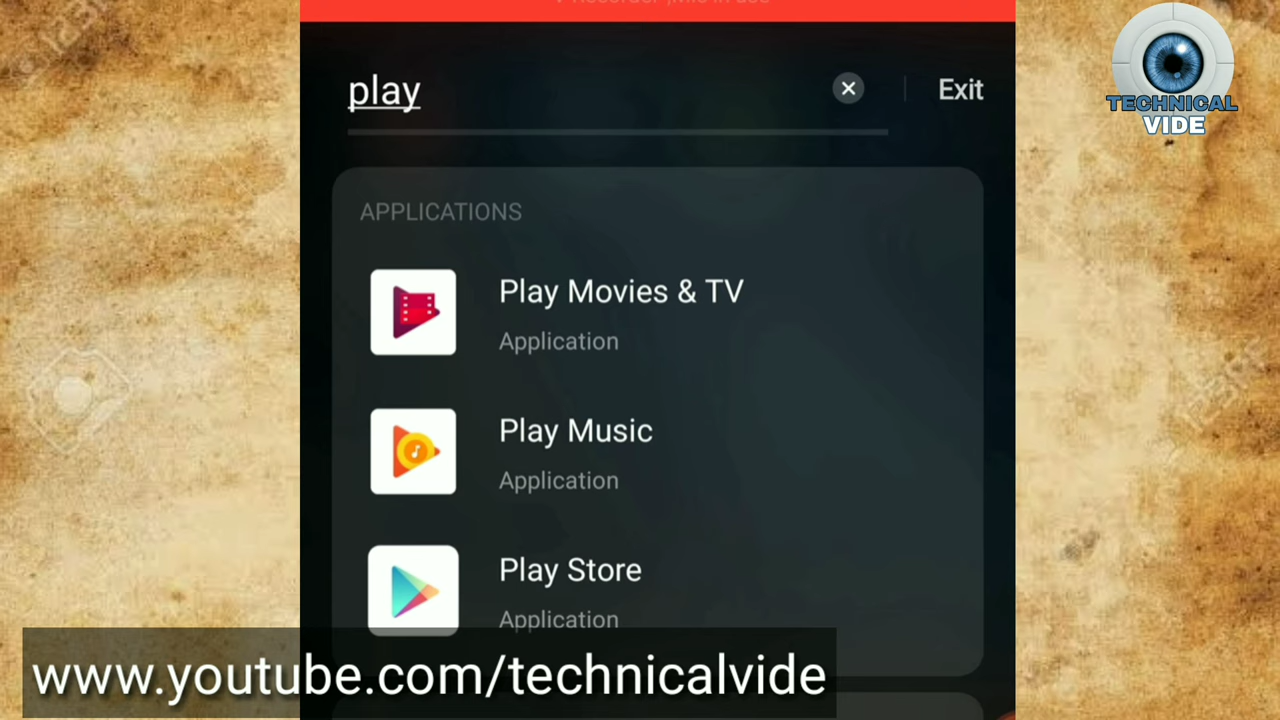 play
Exit
TECHNICAL
VIDE
APPLICATIONS
Play Movies & TV
Application
Play Music
Application
Play Store
Application
www.youtube.com/technicalvide